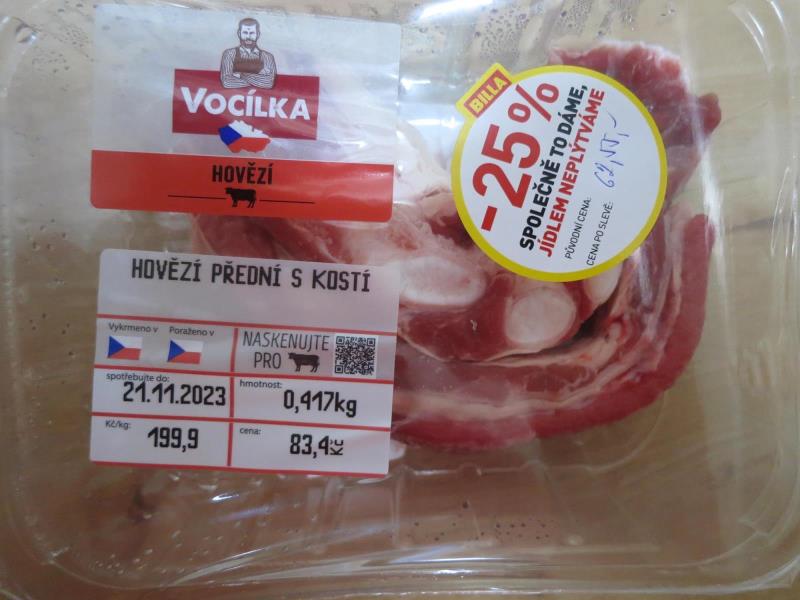 VOCÍLKA
HOVĚZÍ
BILLA
-25%
SPOLEČNĚ TO DÁME,
JÍDLEM NEPLÝTVÁME
PŮVODNÍ CENA:
CENA PO SLEVĚ:
HOVĚZÍ PŘEDNÍ S KOSTÍ
Vykrmeno v Poraženo v
NASKENUJTE
PRO
spotřebujte do:
21.11.2023
hmotnost:
0,417kg
Kč/kg:
199,9
cena:
83,4 Kč